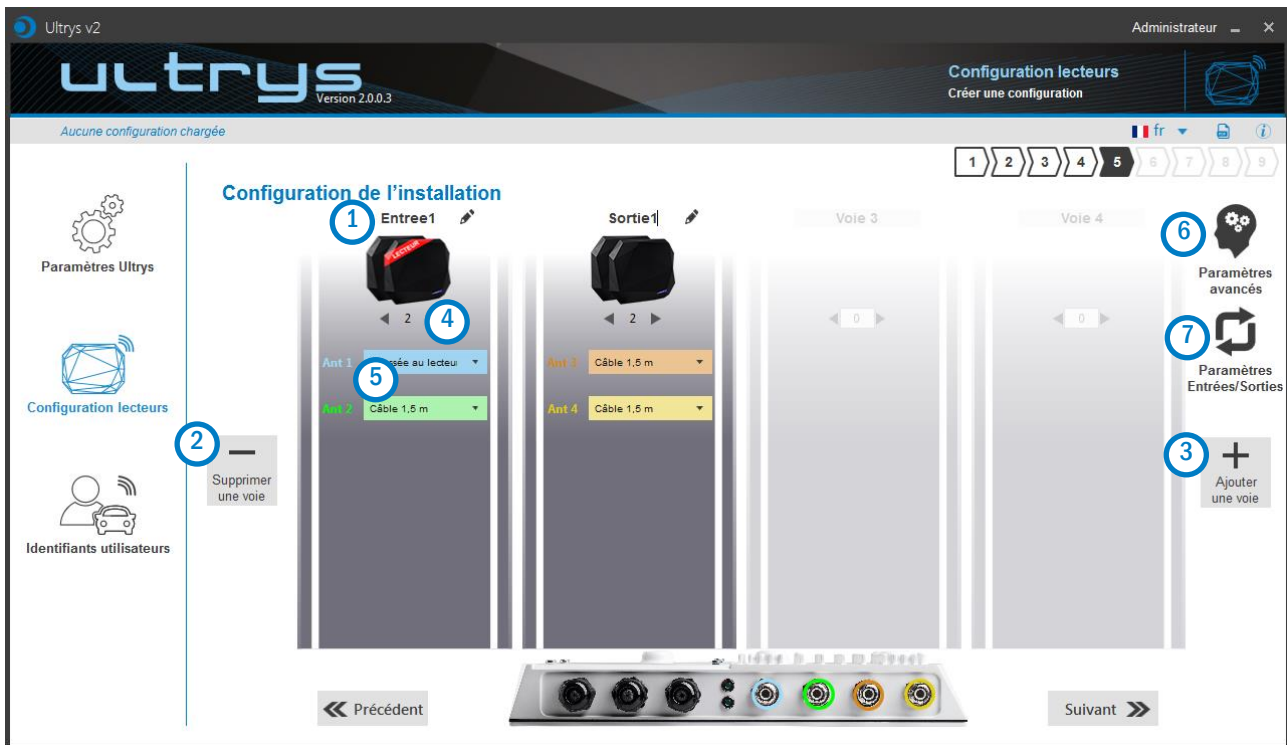 Ultrys v2
Administrateur
ultrys
Version 2.0.0.3
Configuration lecteurs
Créer une configuration
Aucune configuration chargée
fr
1 2 3 4 5 6 7 8 9
Configuration de l'installation
1
Entree1
Sortie1
Voie 3
Voie 4
LECTEUR
6
Paramètres
avancés
Paramètres Ultrys
2
4
2
0
0
7
Paramètres
Entrées/Sorties
Ant 1
au lecteur
Ant 3 Câble 1,5 m
5
Ant 2 Câble 1,5 m
Ant 4 Câble 1,5 m
Configuration lecteurs
2
Supprimer
une voie
3
Ajouter
une voie
Identifiants utilisateurs
Précédent
Suivant